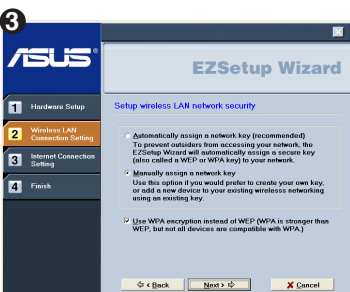 3
ASUS
EZSetup Wizard
1 Hardware Setup
2 Wireless LAN
Connection Setting
3 Internet Connection
Setting
4 Finish
Setup wireless LAN network security
Automatically assign a network key (recommended)
To prevent outsiders from accessing your network, the
EZSetup Wizard will automatically assign a secure key
(also called a WEP or WPA key) to your network.
Manually assign a network key
Use this option if you would prefer to create your own key,
or add a new device to your existing wireless networking
using an existing key.
Use WPA encryption instead of WEP (WPA is stronger than
WEP, but not all devices are compatible with WPA.)
< Back
Next >
X Cancel